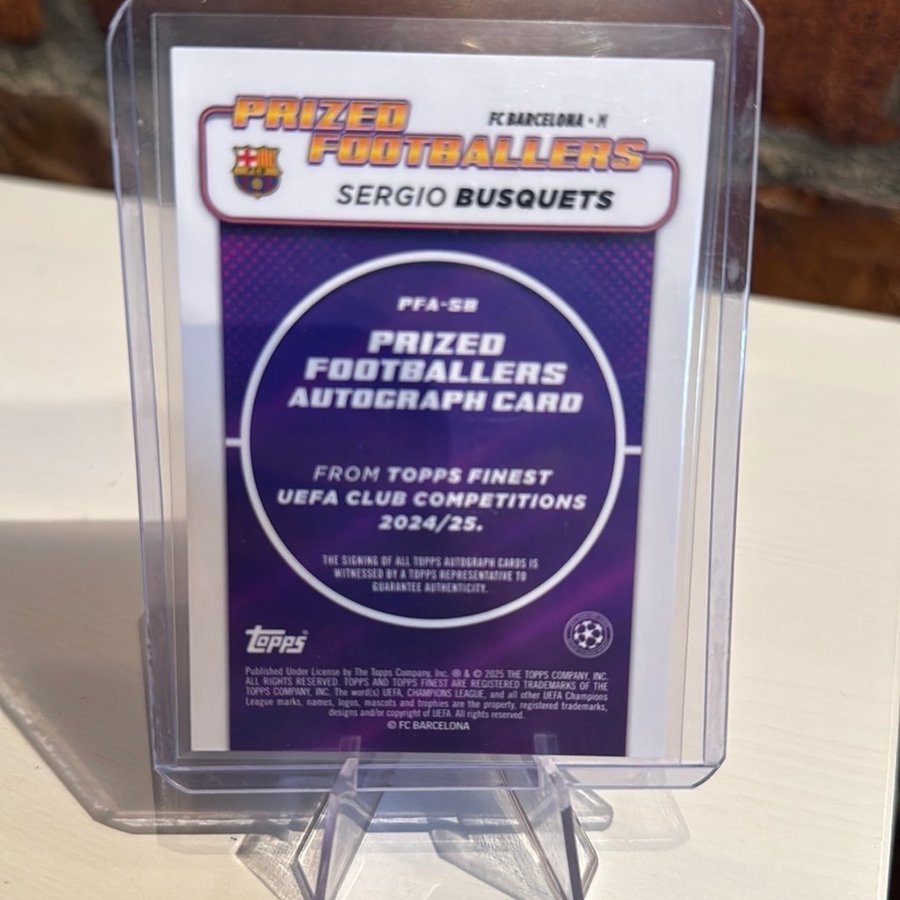 PRIZED
FC BARCELONA • M
FOOTBALLERS
SERGIO BUSQUETS
PFA-SB
PRIZED
FOOTBALLERS
AUTOGRAPH CARD
FROM TOPPS FINEST
UEFA CLUB COMPETITIONS
2024/25.
THE SIGNING OF ALL TOPPS AUTOGRAPH CARDS IS
WITNESSED BY A TOPPS REPRESENTATIVE TO
GUARANTEE AUTHENTICITY.
topps
Published Under License by The Topps Company, Inc. ® & © 2025 THE TOPPS COMPANY, INC.
ALL RIGHTS RESERVED. TOPPS AND TOPPS FINEST ARE REGISTERED TRADEMARKS OF THE
TOPPS COMPANY, INC. The word(s) UEFA, CHAMPIONS LEAGUE, and all other UEFA Champions
League marks, names, logos, mascots and trophies are the property, registered trademarks,
designs and/or copyright of UEFA. All rights reserved.
© FC BARCELONA